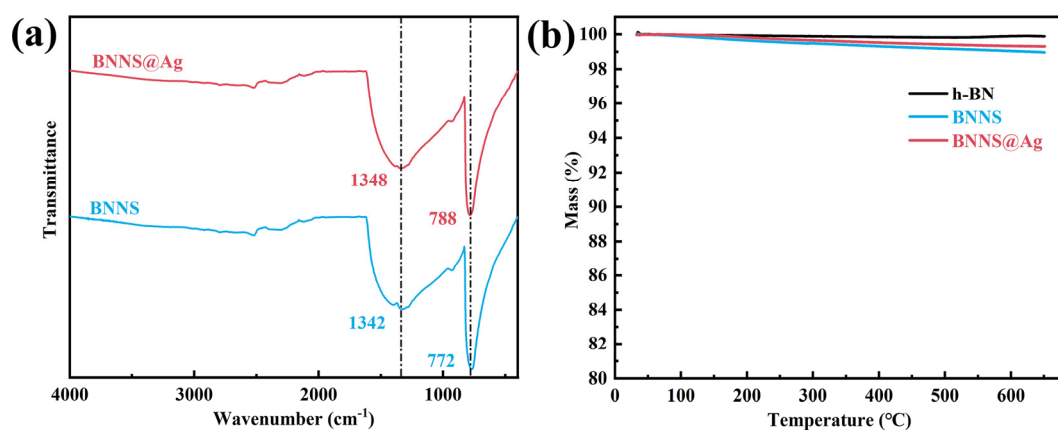 (a)
BNNS@Ag
1348
788
BNNS
1342
772
Transmittance
4000
3000
2000
1000
Wavenumber (cm⁻¹)
(b)
100
98
96
94
92
90
88
86
84
82
80
h-BN
BNNS
BNNS@Ag
Mass (%)
0
100
200
300
400
500
600
Temperature (℃)